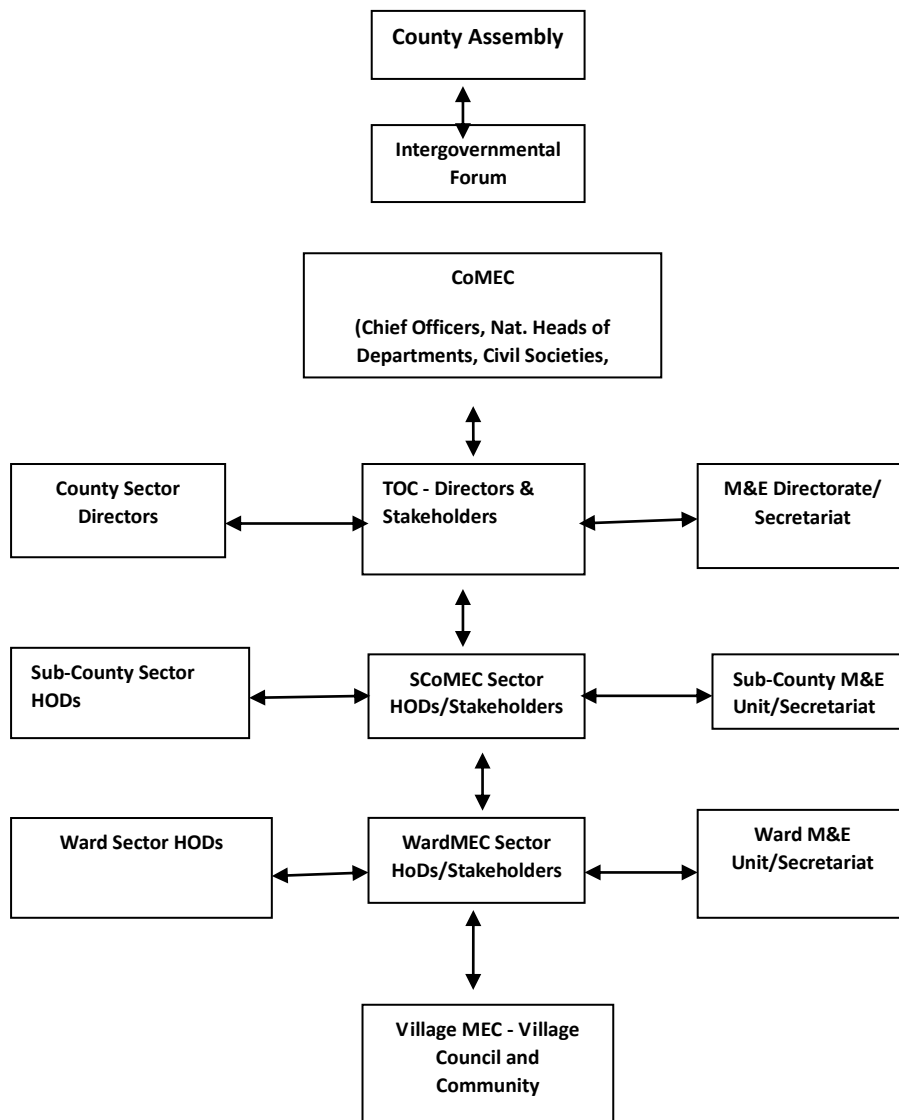 County Assembly
Intergovernmental
Forum
CoMEC
(Chief Officers, Nat. Heads of
Departments, Civil Societies,
County Sector
Directors
TOC - Directors &
Stakeholders
M&E Directorate/
Secretariat
Sub-County Sector
HODs
SCoMEC Sector
HODs/Stakeholders
Sub-County M&E
Unit/Secretariat
Ward Sector HODs
WardMEC Sector
HoDs/Stakeholders
Ward M&E
Unit/Secretariat
Village MEC - Village
Council and
Community